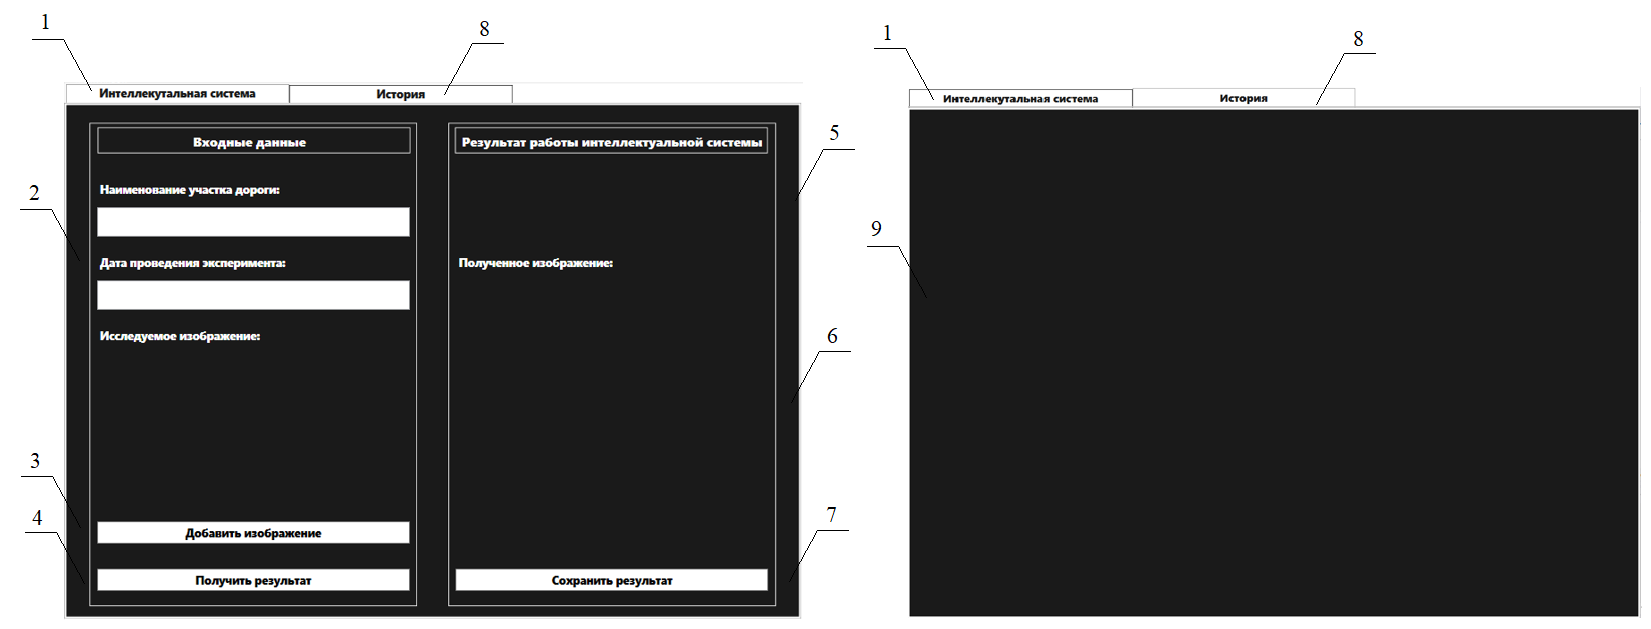 1
8
Интеллекутальная система
История
Входные данные
Результат работы интеллектуальной системы
5
Наименование участка дороги:
2
Дата проведения эксперимента:
Полученное изображение:
Исследуемое изображение:
6
3
4
Добавить изображение
7
Получить результат
Сохранить результат
1
8
Интеллекутальная система
История
9